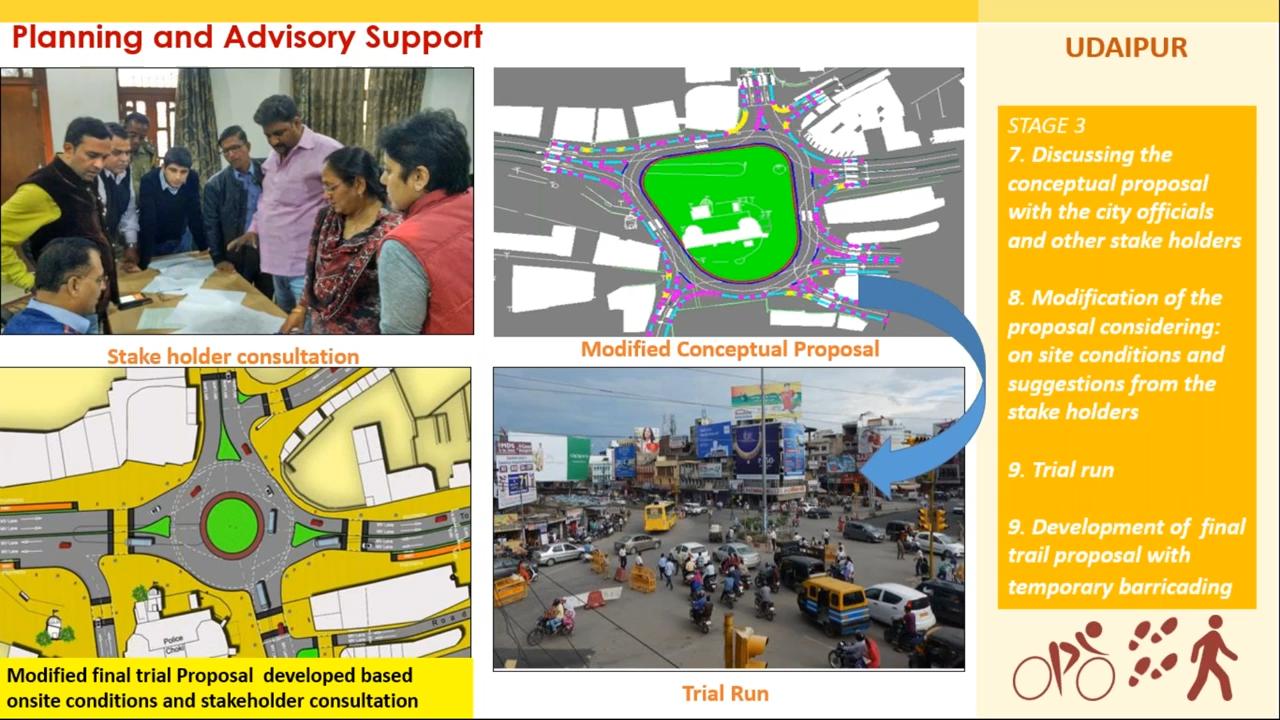 Planning and Advisory Support
UDAIPUR
Stake holder consultation
Modified Conceptual Proposal
Police
Choki
Road
Modified final trial Proposal developed based
onsite conditions and stakeholder consultation
Trial Run
STAGE 3
7. Discussing the
conceptual proposal
with the city officials
and other stake holders
8. Modification of the
proposal considering:
on site conditions and
suggestions from the
stake holders
9. Trial run
9. Development of final
trail proposal with
temporary barricading